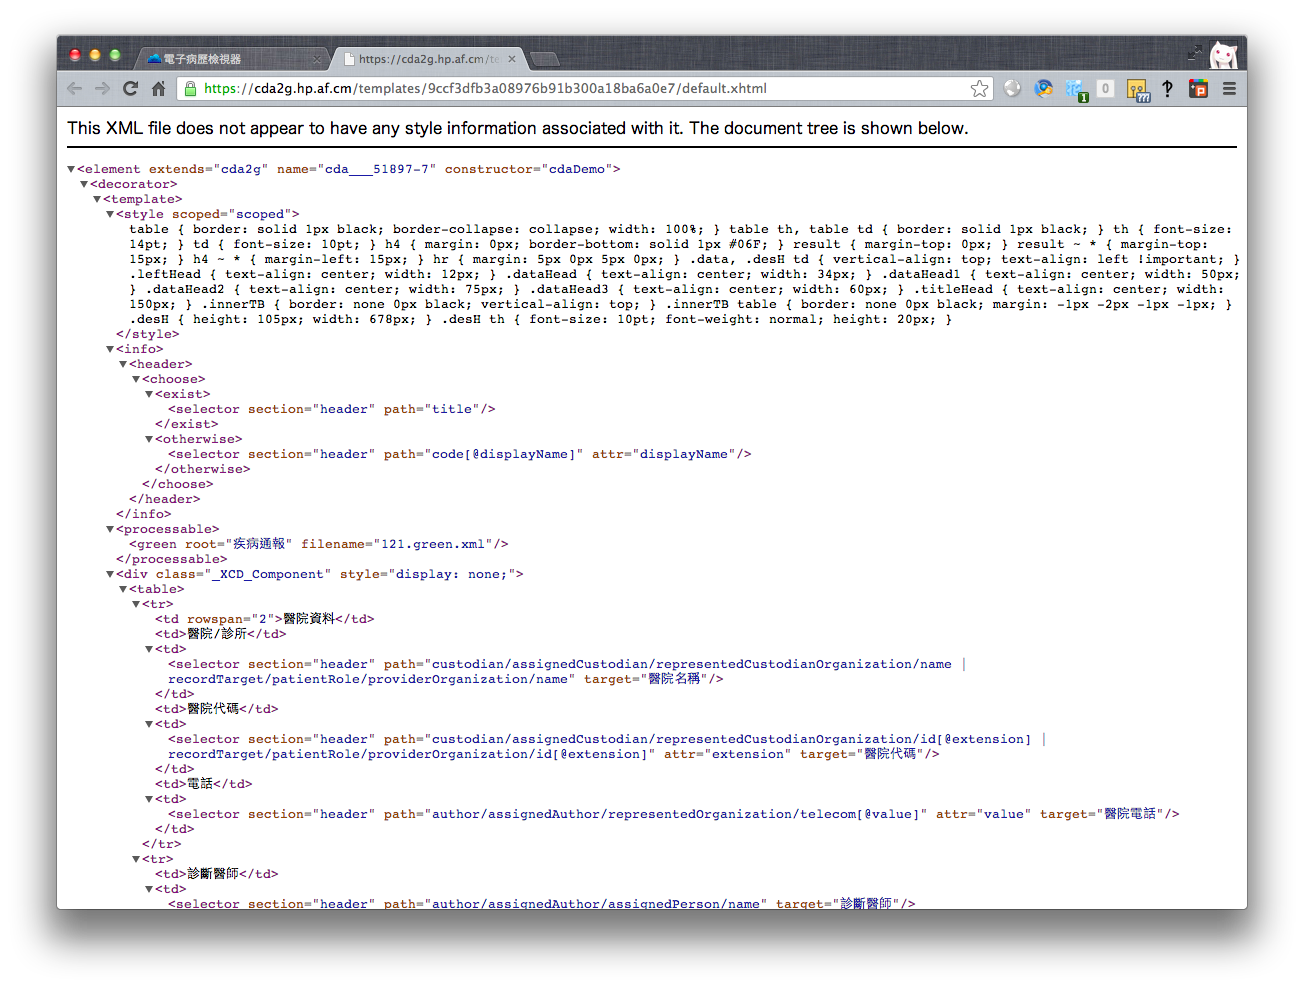 電子病歷檢視器
https://cda2g.hp.af.cm/te
https://cda2g.hp.af.cm/templates/9ccf3dfb3a08976b91b300a18ba6a0e7/default.xhtml
1
0
777
This XML file does not appear to have any style information associated with it. The document tree is shown below.
<element extends="cda2g" name="cda___51897-7" constructor="cdaDemo">
<decorator>
<template>
<style scoped="scoped">
table { border: solid 1px black; border-collapse: collapse; width: 100%; } table th, table td { border: solid 1px black; } th { font-size:
14pt; } td { font-size: 10pt; } h4 { margin: 0px; border-bottom: solid 1px #06F; } result { margin-top: 0px; } result ~ * { margin-top:
15px; } h4 ~ * { margin-left: 15px; } hr { margin: 5px 0px 5px 0px; } .data, .desH td { vertical-align: top; text-align: left !important; }
.leftHead { text-align: center; width: 12px; } .dataHead { text-align: center; width: 34px; } .dataHead1 { text-align: center; width: 50px;
} .dataHead2 { text-align: center; width: 75px; } .dataHead3 { text-align: center; width: 60px; } .titleHead { text-align: center; width:
150px; } .innerTB { border: none 0px black; vertical-align: top; } .innerTB table { border: none 0px black; margin: -1px -2px -1px -1px; }
.desH { height: 105px; width: 678px; } .desH th { font-size: 10pt; font-weight: normal; height: 20px; }
</style>
<info>
<header>
<choose>
<exist>
<selector section="header" path="title"/>
</exist>
<otherwise>
<selector section="header" path="code[@displayName]" attr="displayName"/>
</otherwise>
</choose>
</header>
</info>
<processable>
<green root="疾病通報" filename="121.green.xml"/>
</processable>
<div class="_XCD_Component" style="display: none;">
<table>
<tr>
<td rowspan="2">醫院資料</td>
<td>醫院/診所</td>
<td>
<selector section="header" path="custodian/assignedCustodian/representedCustodianOrganization/name |
recordTarget/patientRole/providerOrganization/name" target="醫院名稱"/>
</td>
<td>醫院代碼</td>
<td>
<selector section="header" path="custodian/assignedCustodian/representedCustodianOrganization/id[@extension] |
recordTarget/patientRole/providerOrganization/id[@extension]" attr="extension" target="醫院代碼"/>
</td>
<td>電話</td>
<td>
<selector section="header" path="author/assignedAuthor/representedOrganization/telecom[@value]" attr="value" target="醫院電話"/>
</td>
</tr>
<tr>
<td>診斷醫師</td>
<td>
<selector section="header" path="author/assignedAuthor/assignedPerson/name" target="診斷醫師"/>